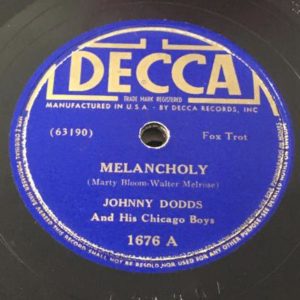 DECCA
TRADE MARK REGISTERED
MANUFACTURED IN U.S.A. · BY DECCA RECORDS, INC
(63190) Fox Trot
MELANCHOLY
(Marty Bloom-Walter Melrose)
JOHNNY DODDS
And His Chicago Boys
1676 A